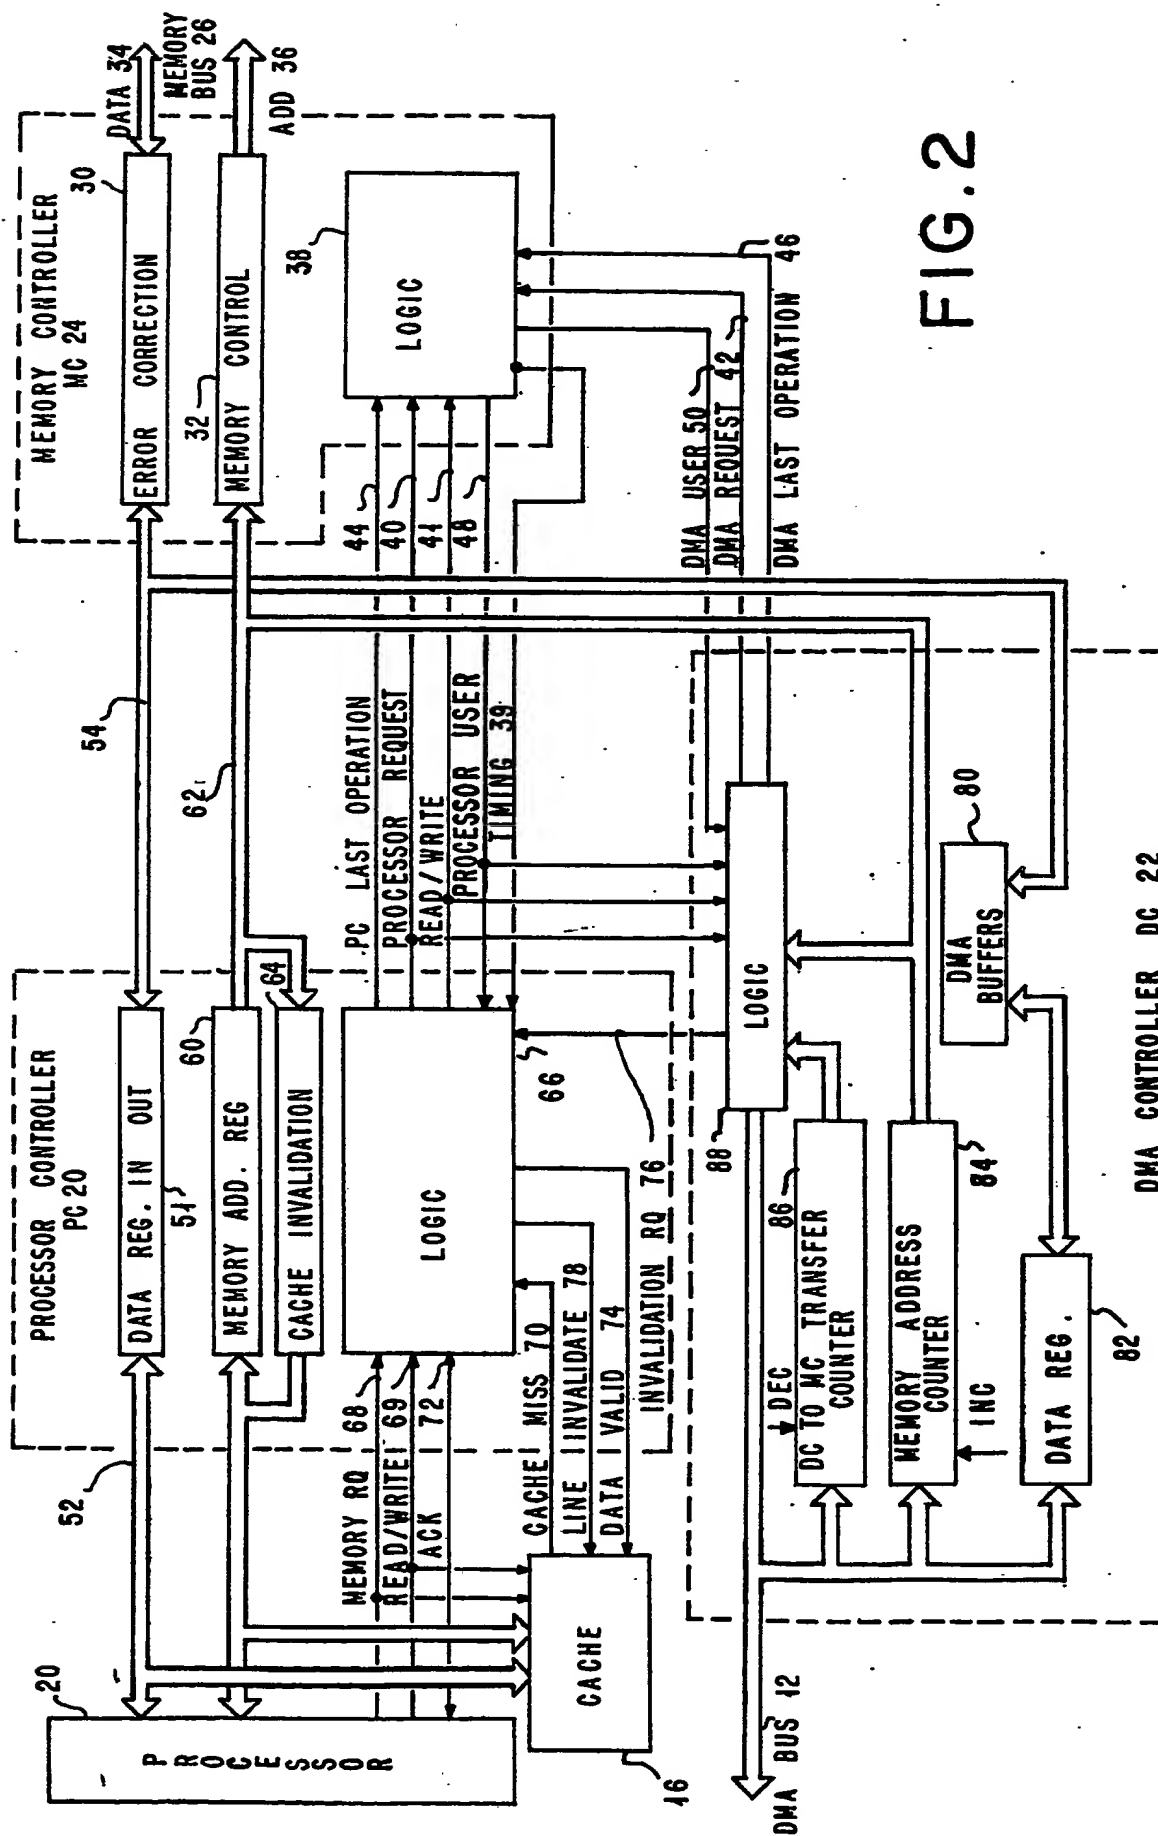 MEMORY CONTROLLER
MC 24
30
ERROR CORRECTION
DATA 34
MEMORY
BUS 26
32
MEMORY CONTROL
ADD 36
38
LOGIC
44
40
41
48
54
62
PROCESSOR CONTROLLER
PC 20
DATA REG. IN OUT
51
60
MEMORY ADD. REG
64
CACHE INVALIDATION
LOGIC
66
PC LAST OPERATION
PROCESSOR REQUEST
READ/WRITE
PROCESSOR USER
TIMING 39
52
20
PROCESSOR
MEMORY RQ 68
READ/WRITE 69
ACK 72
CACHE MISS 70
LINE INVALIDATE 78
DATA VALID 74
INVALIDATION RQ 76
CACHE
16
DMA USER 50
DMA REQUEST 42
DMA LAST OPERATION 46
88
LOGIC
86
DEC
DC TO MC TRANSFER
COUNTER
MEMORY ADDRESS
COUNTER
84
INC
DATA REG.
82
80
DMA
BUFFERS
DMA BUS 12
DMA CONTROLLER DC 22
FIG.2